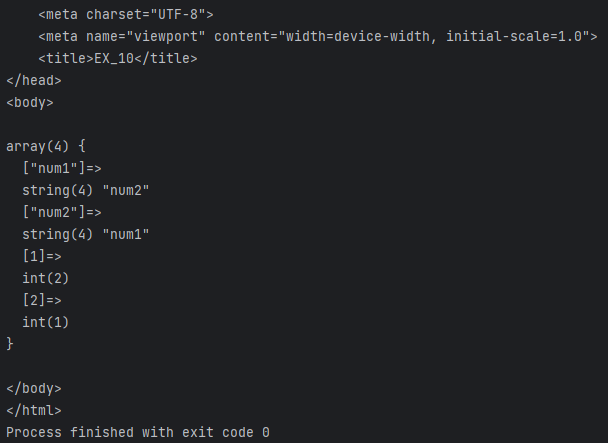 <meta charset="UTF-8">
<meta name="viewport" content="width=device-width, initial-scale=1.0">
<title>EX_10</title>
</head>
<body>
array(4) {
["num1"]=>
string(4) "num2"
["num2"]=>
string(4) "num1"
[1]=>
int(2)
[2]=>
int(1)
}
</body>
</html>
Process finished with exit code 0